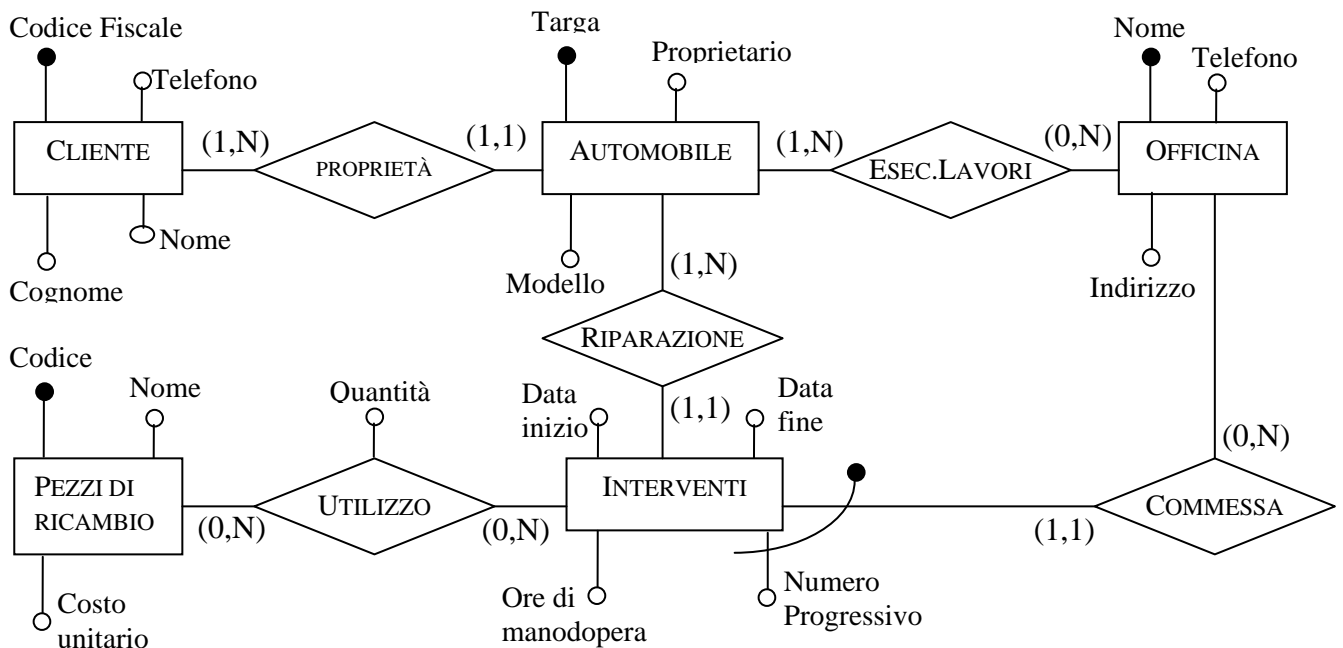 Codice Fiscale
Targa
Nome
Telefono
Proprietario
Telefono
CLIENTE
(1,N)
PROPRIETÀ
(1,1)
AUTOMOBILE
(1,N)
ESEC.LAVORI
(0,N)
OFFICINA
Nome
Cognome
Modello
(1,N)
Indirizzo
RIPARAZIONE
Codice
Nome
Quantità
Data
inizio
(1,1)
Data
fine
(0,N)
PEZZI DI
RICAMBIO
(0,N)
UTILIZZO
(0,N)
INTERVENTI
(1,1)
COMMESSA
Costo
unitario
Ore di
manodopera
Numero
Progressivo